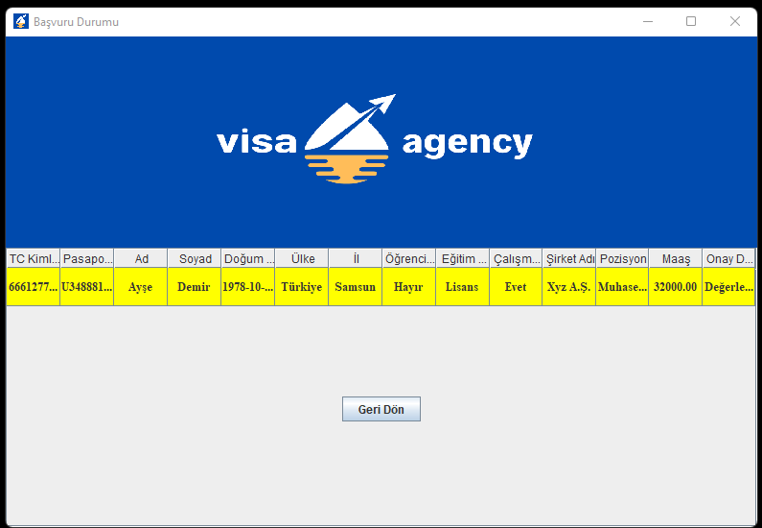 Başvuru Durumu
visa agency
TC Kiml... Pasapo... Ad Soyad Doğum ... Ülke İl Öğrenci... Eğitim ... Çalışm... Şirket Adı Pozisyon Maaş Onay D...
6661277... U348881... Ayşe Demir 1978-10-... Türkiye Samsun Hayır Lisans Evet Xyz A.Ş. Muhase... 32000.00 Değerle...
Geri Dön